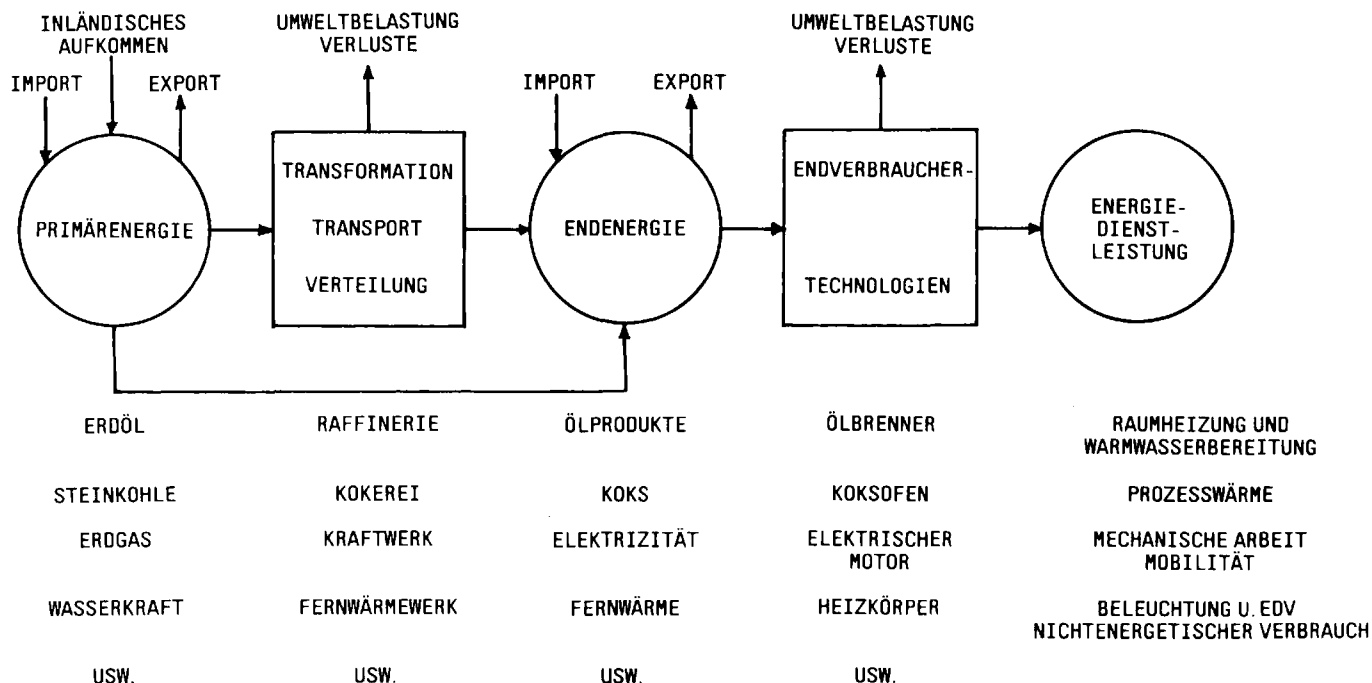 INLÄNDISCHES
AUFKOMMEN
IMPORT
EXPORT
UMWELTBELASTUNG
VERLUSTE
IMPORT
EXPORT
UMWELTBELASTUNG
VERLUSTE
PRIMÄRENERGIE
TRANSFORMATION
TRANSPORT
VERTEILUNG
ENDENERGIE
ENDVERBRAUCHER-
TECHNOLOGIEN
ENERGIE-
DIENST-
LEISTUNG
ERDÖL
RAFFINERIE
ÖLPRODUKTE
ÖLBRENNER
RAUMHEIZUNG UND
WARMWASSERBEREITUNG
STEINKOHLE
KOKEREI
KOKS
KOKSOFEN
PROZESSWÄRME
ERDGAS
KRAFTWERK
ELEKTRIZITÄT
ELEKTRISCHER
MOTOR
MECHANISCHE ARBEIT
MOBILITÄT
WASSERKRAFT
FERNWÄRMEWERK
FERNWÄRME
HEIZKÖRPER
BELEUCHTUNG U. EDV
NICHTENERGETISCHER VERBRAUCH
USW.
USW.
USW.
USW.